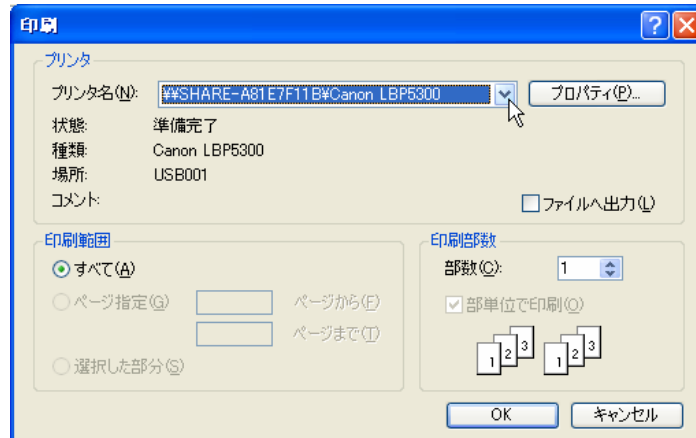 印刷
プリンタ
プリンタ名(N): ¥¥SHARE-A81E7F11B¥Canon LBP5300 プロパティ(P)...
状態: 準備完了
種類: Canon LBP5300
場所: USB001
コメント: ファイルへ出力(L)
印刷範囲
すべて(A)
ページ指定(G) ページから(F)
ページまで(T)
選択した部分(S)
印刷部数
部数(C): 1
部単位で印刷(O)
1 2 3 1 2 3
OK キャンセル